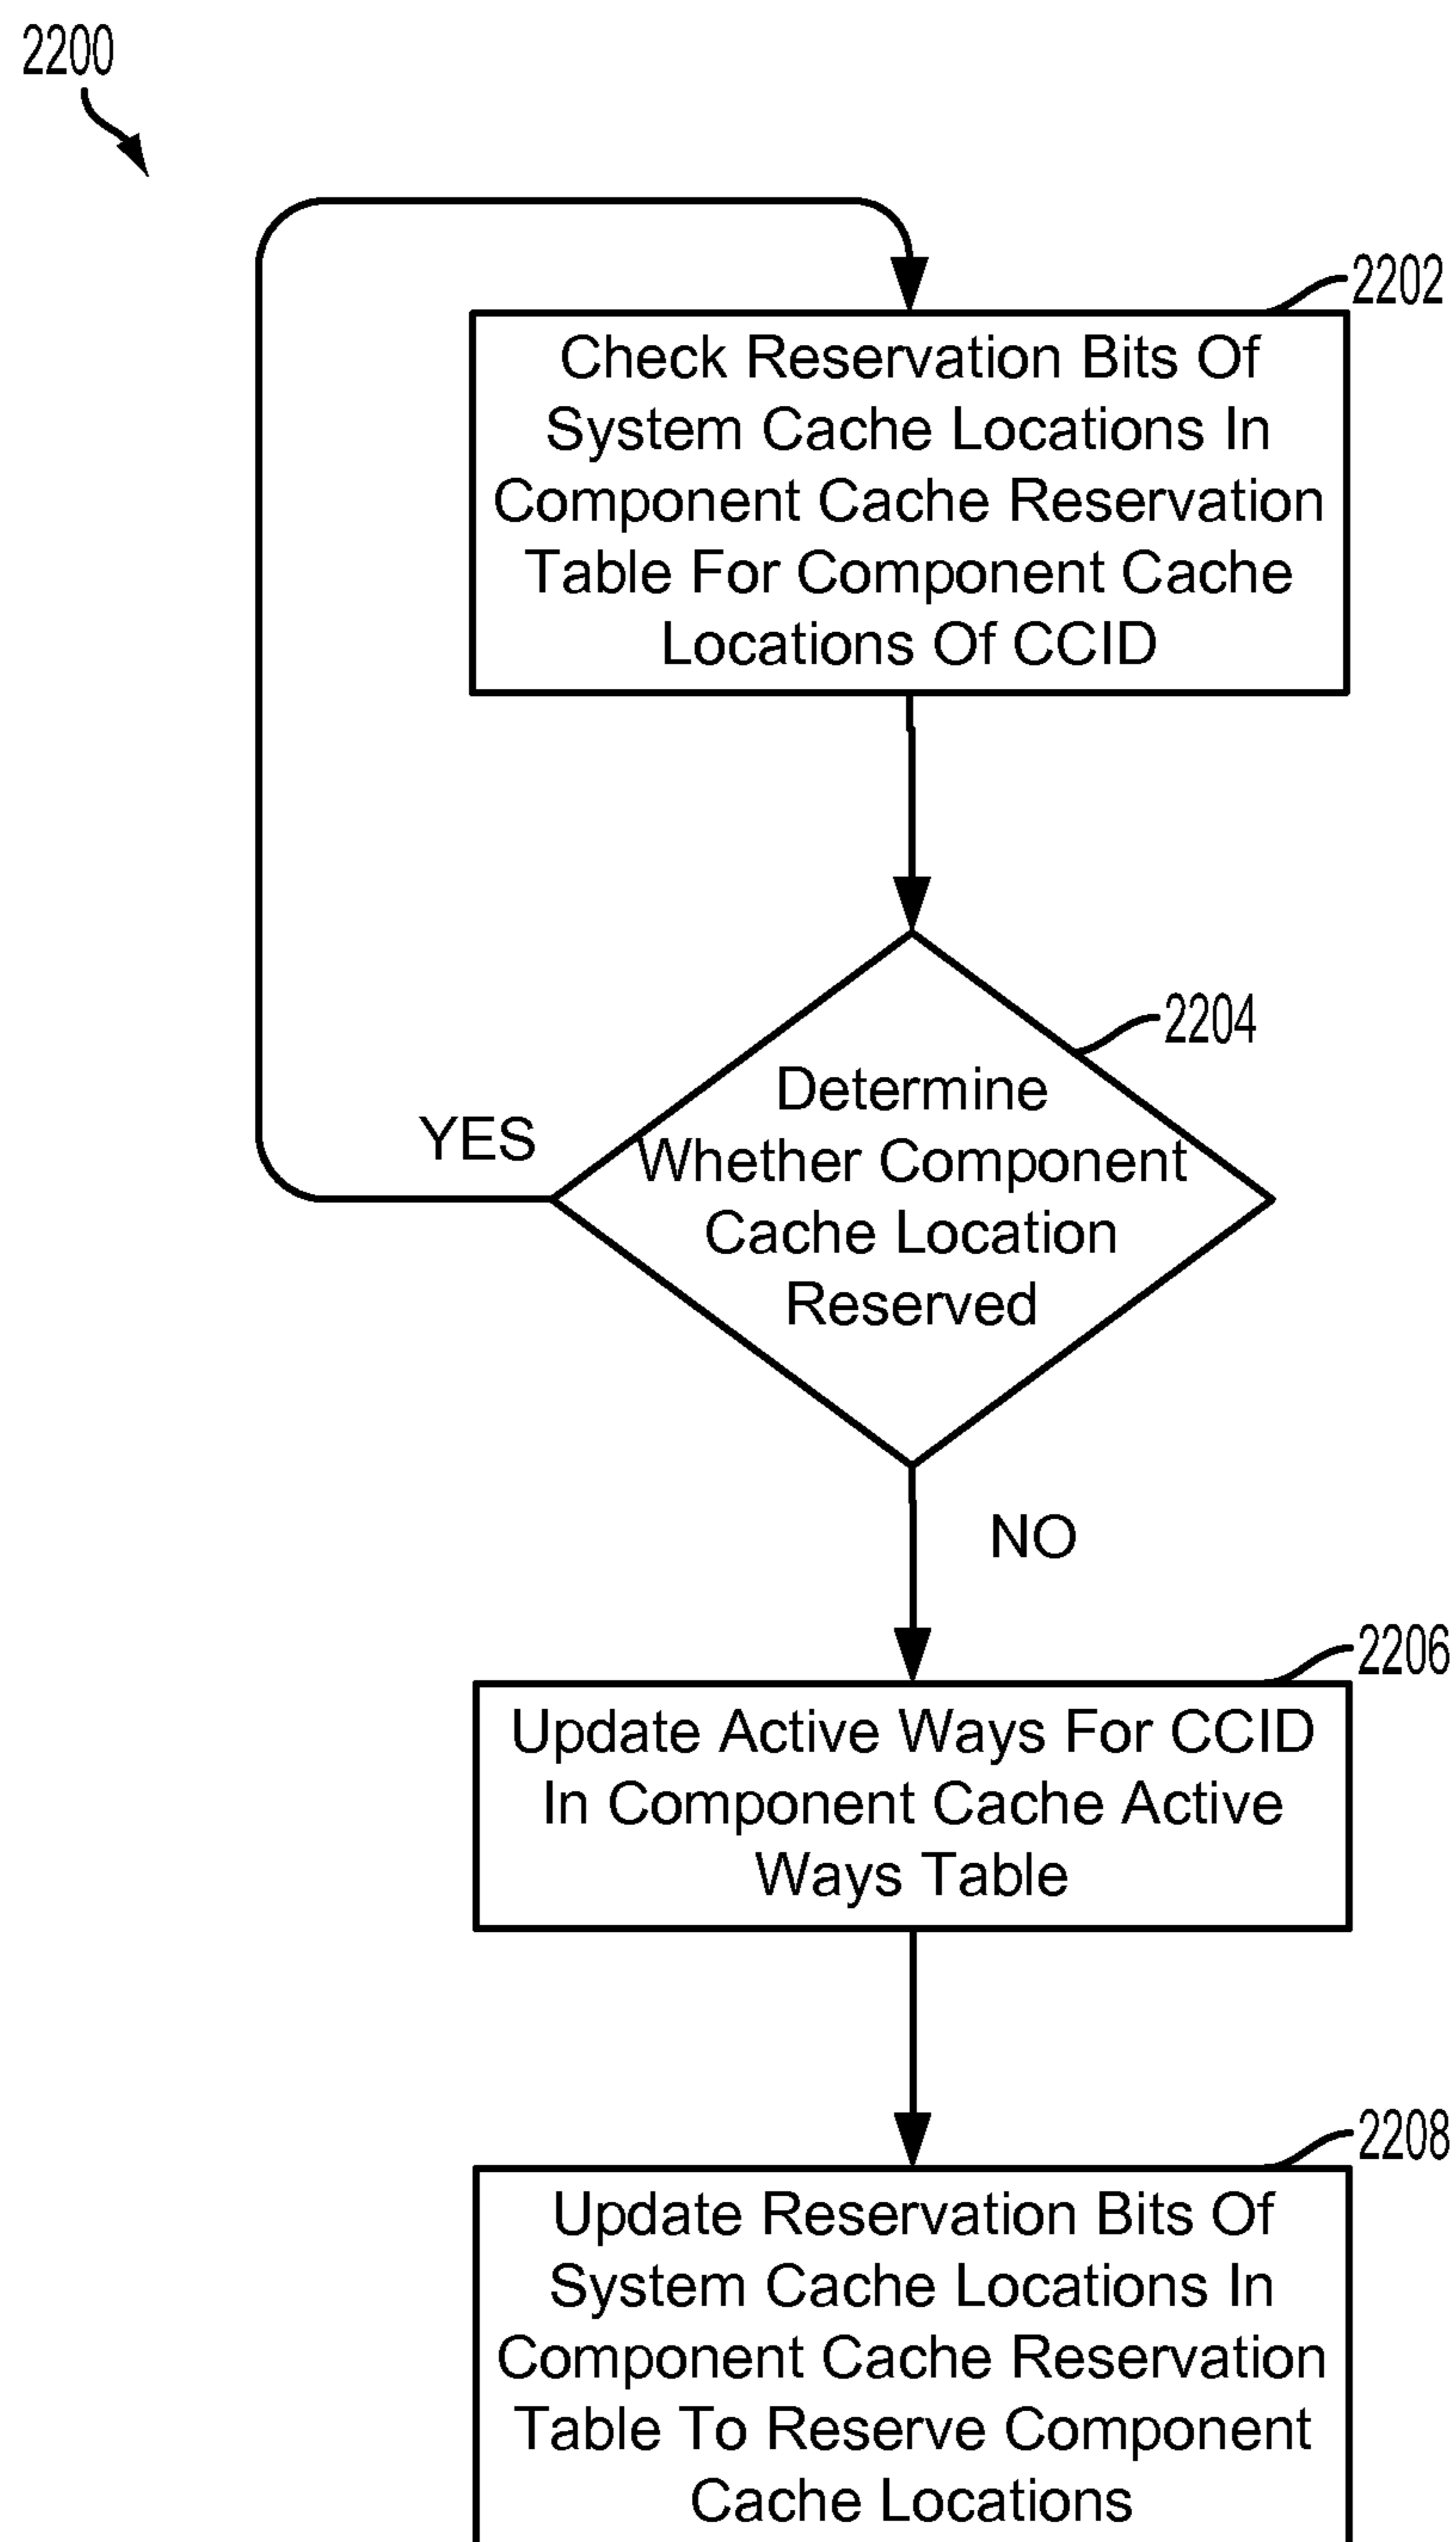 2200
2202
Check Reservation Bits Of
System Cache Locations In
Component Cache Reservation
Table For Component Cache
Locations Of CCID
2204
Determine
Whether Component
Cache Location
Reserved
YES
NO
2206
Update Active Ways For CCID
In Component Cache Active
Ways Table
2208
Update Reservation Bits Of
System Cache Locations In
Component Cache Reservation
Table To Reserve Component
Cache Locations